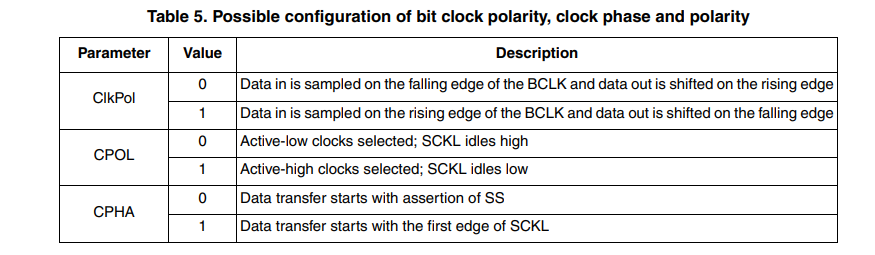 Table 5. Possible configuration of bit clock polarity, clock phase and polarity
Parameter Value Description
ClkPol 0 Data in is sampled on the falling edge of the BCLK and data out is shifted on the rising edge
1 Data in is sampled on the rising edge of the BCLK and data out is shifted on the falling edge
CPOL 0 Active-low clocks selected; SCKL idles high
1 Active-high clocks selected; SCKL idles low
CPHA 0 Data transfer starts with assertion of SS
1 Data transfer starts with the first edge of SCKL